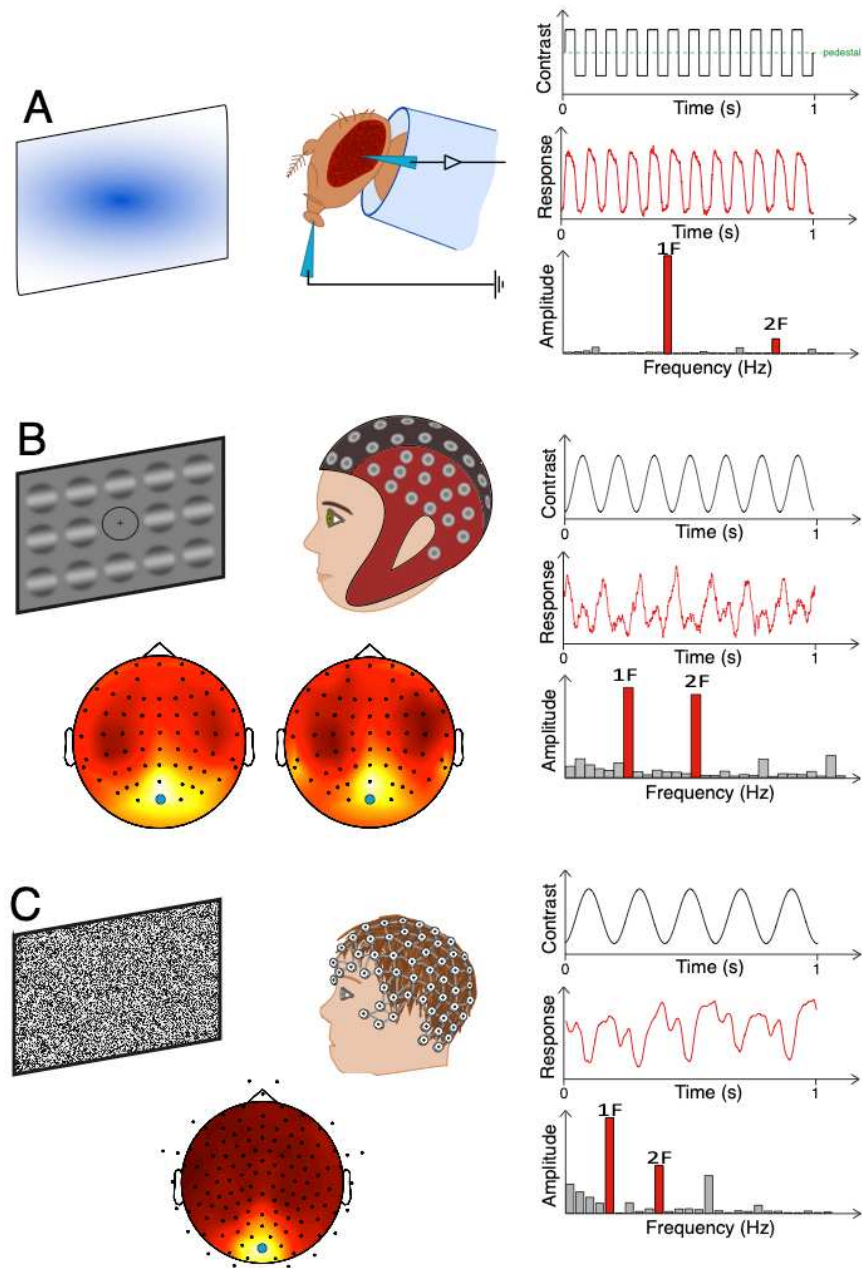 A
Contrast
pedestal
0
Time (s)
1
Response
0
Time (s)
1
Amplitude
1F
2F
Frequency (Hz)
B
Contrast
0
Time (s)
1
Response
0
Time (s)
1
Amplitude
1F
2F
Frequency (Hz)
C
Contrast
0
Time (s)
1
Response
0
Time (s)
1
Amplitude
1F
2F
Frequency (Hz)